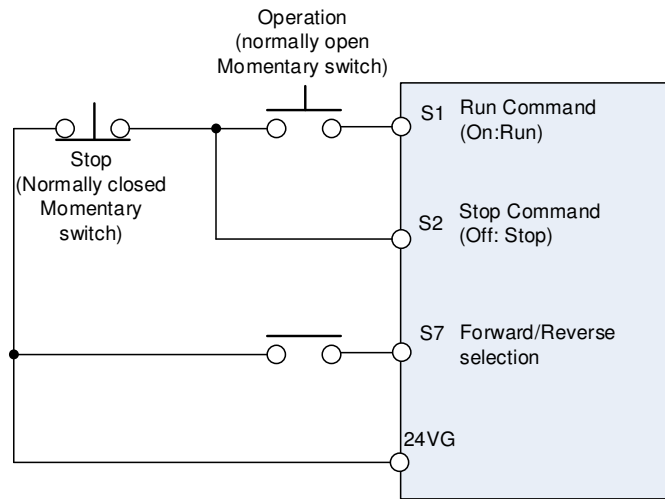 Operation
(normally open
Momentary switch)
S1 Run Command
(On:Run)
Stop
(Normally closed
Momentary
switch)
S2 Stop Command
(Off: Stop)
S7 Forward/Reverse
selection
24VG